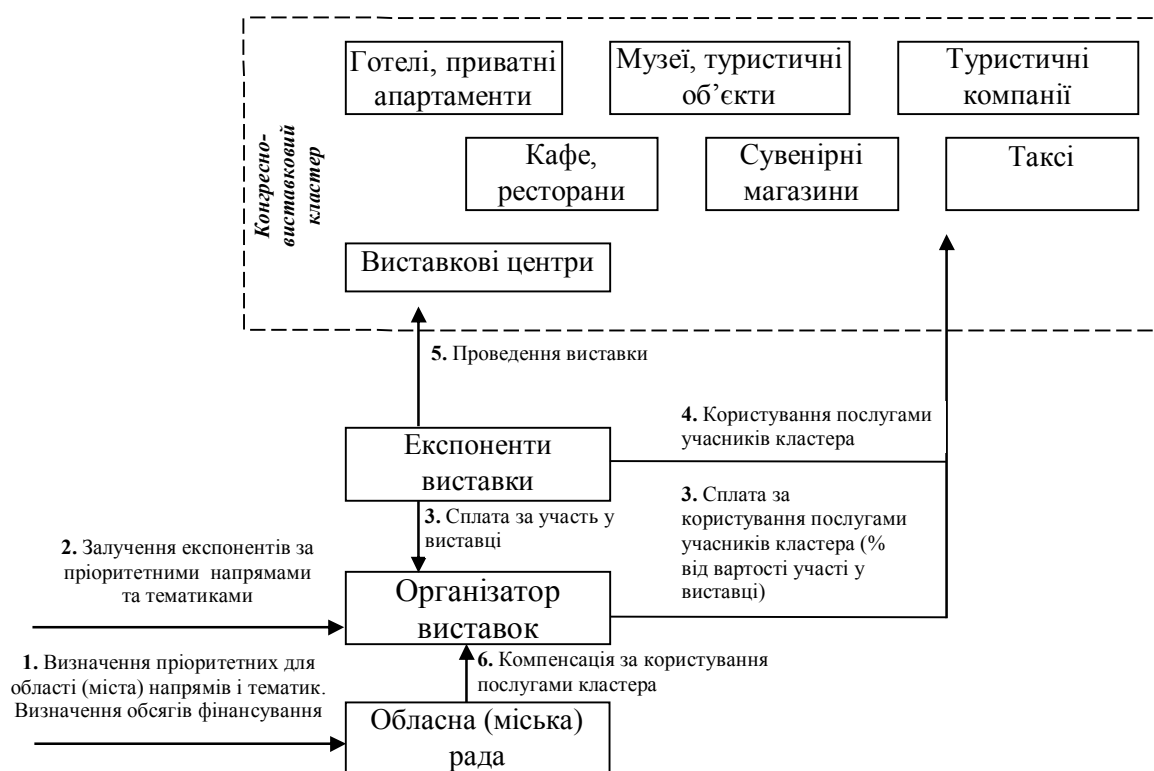 Конгресно-
виставковий
кластер
Готелі, приватні
апартаменти
Музеї, туристичні
об’єкти
Туристичні
компанії
Кафе,
ресторани
Сувенірні
магазини
Таксі
Виставкові центри
5. Проведення виставки
4. Користування послугами
учасників кластера
Експоненти
виставки
3. Сплата за участь у
виставці
3. Сплата за
користування послугами
учасників кластера (%
від вартості участі у
виставці)
2. Залучення експонентів за
пріоритетними напрямами
та тематиками
Організатор
виставок
1. Визначення пріоритетних для
області (міста) напрямів і тематик.
Визначення обсягів фінансування
6. Компенсація за користування
послугами кластера
Обласна (міська)
рада